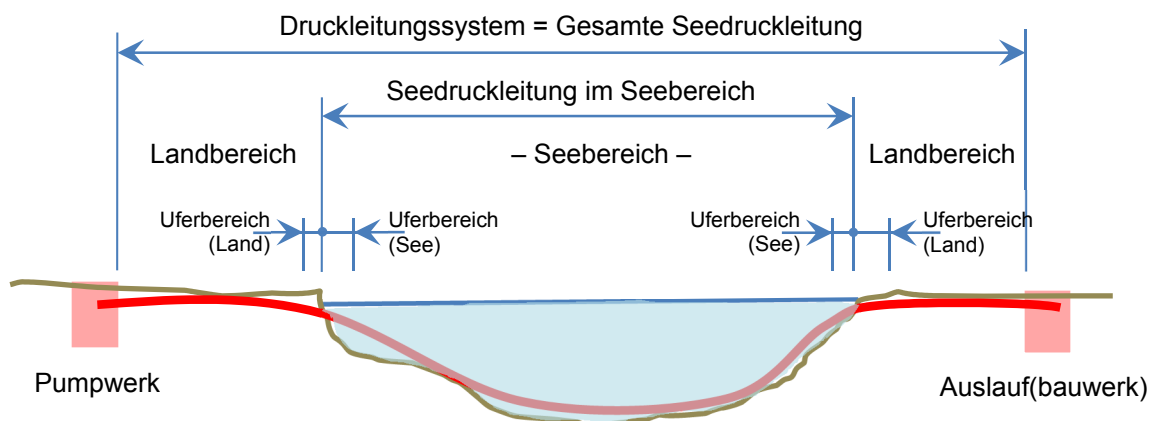 Druckleitungssystem = Gesamte Seedruckleitung
Seedruckleitung im Seebereich
Landbereich
– Seebereich –
Landbereich
Uferbereich
(Land)
Uferbereich
(See)
Uferbereich
(See)
Uferbereich
(Land)
Pumpwerk
Auslauf(bauwerk)